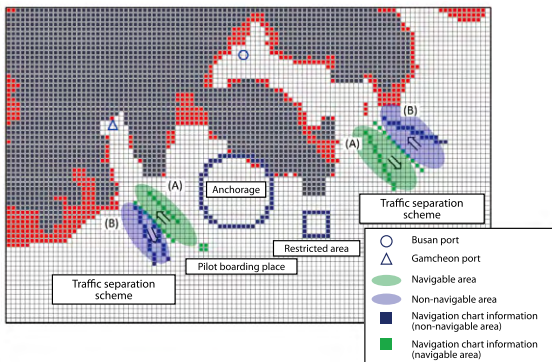 (B)
(A)
Anchorage
(A)
Traffic separation
scheme
(B)
Restricted area
Pilot boarding place
Traffic separation
scheme
Busan port
Gamcheon port
Navigable area
Non-navigable area
Navigation chart information
(non-navigable area)
Navigation chart information
(navigable area)